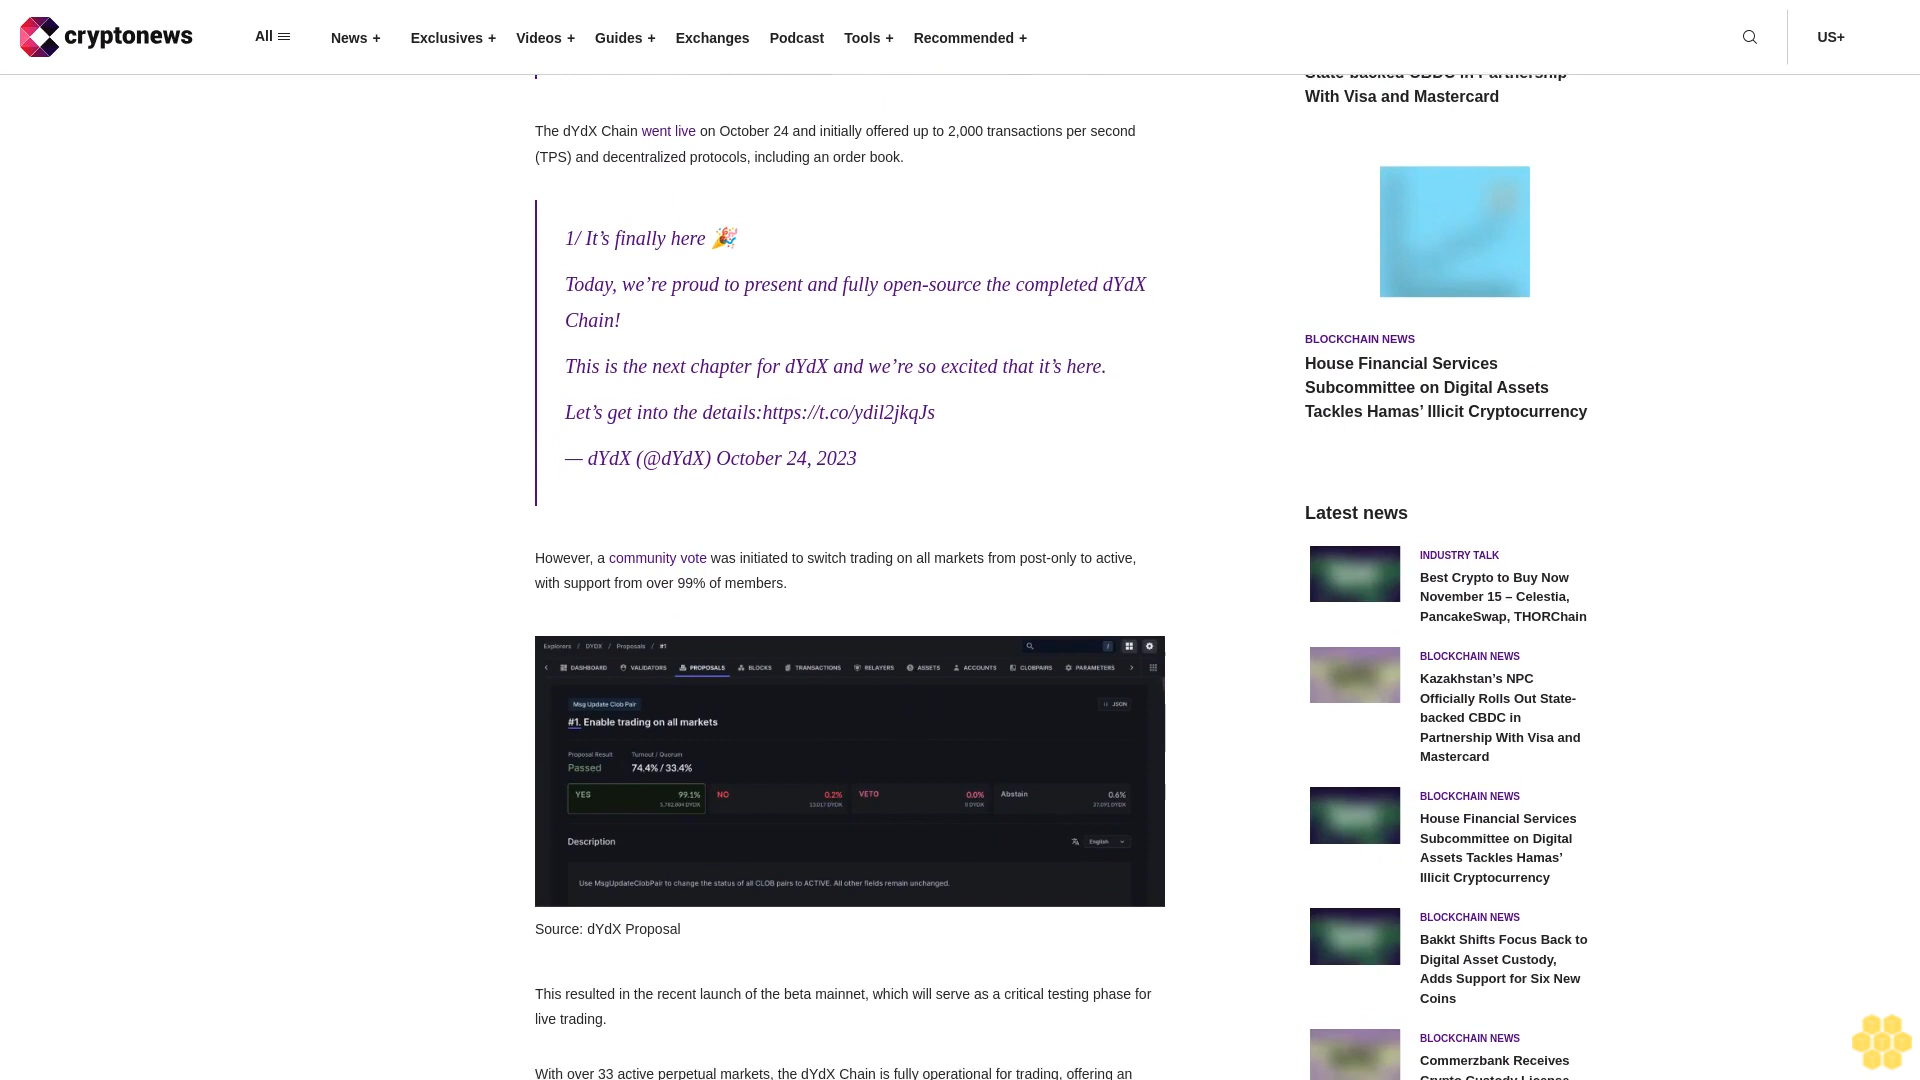 cryptonews
All
News +
Exclusives +
Videos +
Guides +
Exchanges
Podcast
Tools +
Recommended +
US+
The dYdX Chain went live on October 24 and initially offered up to 2,000 transactions per second
(TPS) and decentralized protocols, including an order book.
1/ It’s finally here 🎉
Today, we’re proud to present and fully open-source the completed dYdX
Chain!
This is the next chapter for dYdX and we’re so excited that it’s here.
Let’s get into the details:https://t.co/ydil2jkqJs
— dYdX (@dYdX) October 24, 2023
However, a community vote was initiated to switch trading on all markets from post-only to active,
with support from over 99% of members.
Explorers / DYDX / Proposals / #1
DASHBOARD
VALIDATORS
PROPOSALS
BLOCKS
TRANSACTIONS
RELAYERS
ASSETS
ACCOUNTS
CLOBPAIRS
PARAMETERS
Msg Update Clob Pair
JSON
#1. Enable trading on all markets
Proposal Result
Turnout / Quorum
Passed
74.4% / 33.4%
YES 99.1%
NO 0.2%
VETO 0.0%
Abstain 0.6%
Description
English
Use MsgUpdateClobPair to change the status of all CLOB pairs to ACTIVE. All other fields remain unchanged.
Source: dYdX Proposal
This resulted in the recent launch of the beta mainnet, which will serve as a critical testing phase for
live trading.
With over 33 active perpetual markets, the dYdX Chain is fully operational for trading, offering an
State-backed CBDC in Partnership
With Visa and Mastercard
BLOCKCHAIN NEWS
House Financial Services
Subcommittee on Digital Assets
Tackles Hamas’ Illicit Cryptocurrency
Latest news
INDUSTRY TALK
Best Crypto to Buy Now
November 15 – Celestia,
PancakeSwap, THORChain
BLOCKCHAIN NEWS
Kazakhstan’s NPC
Officially Rolls Out State-
backed CBDC in
Partnership With Visa and
Mastercard
BLOCKCHAIN NEWS
House Financial Services
Subcommittee on Digital
Assets Tackles Hamas’
Illicit Cryptocurrency
BLOCKCHAIN NEWS
Bakkt Shifts Focus Back to
Digital Asset Custody,
Adds Support for Six New
Coins
BLOCKCHAIN NEWS
Commerzbank Receives
Crypto Custody License